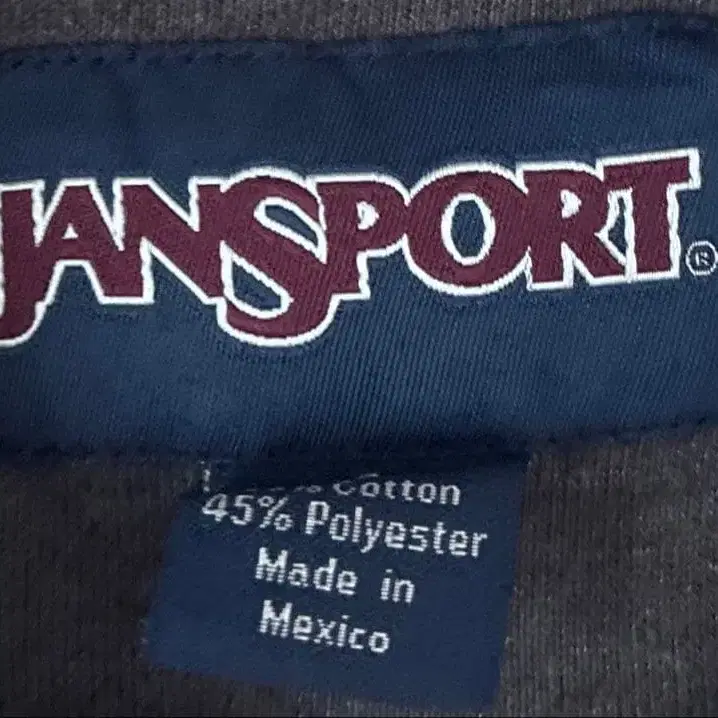 JANSPORT®
Cotton
45% Polyester
Made in
Mexico